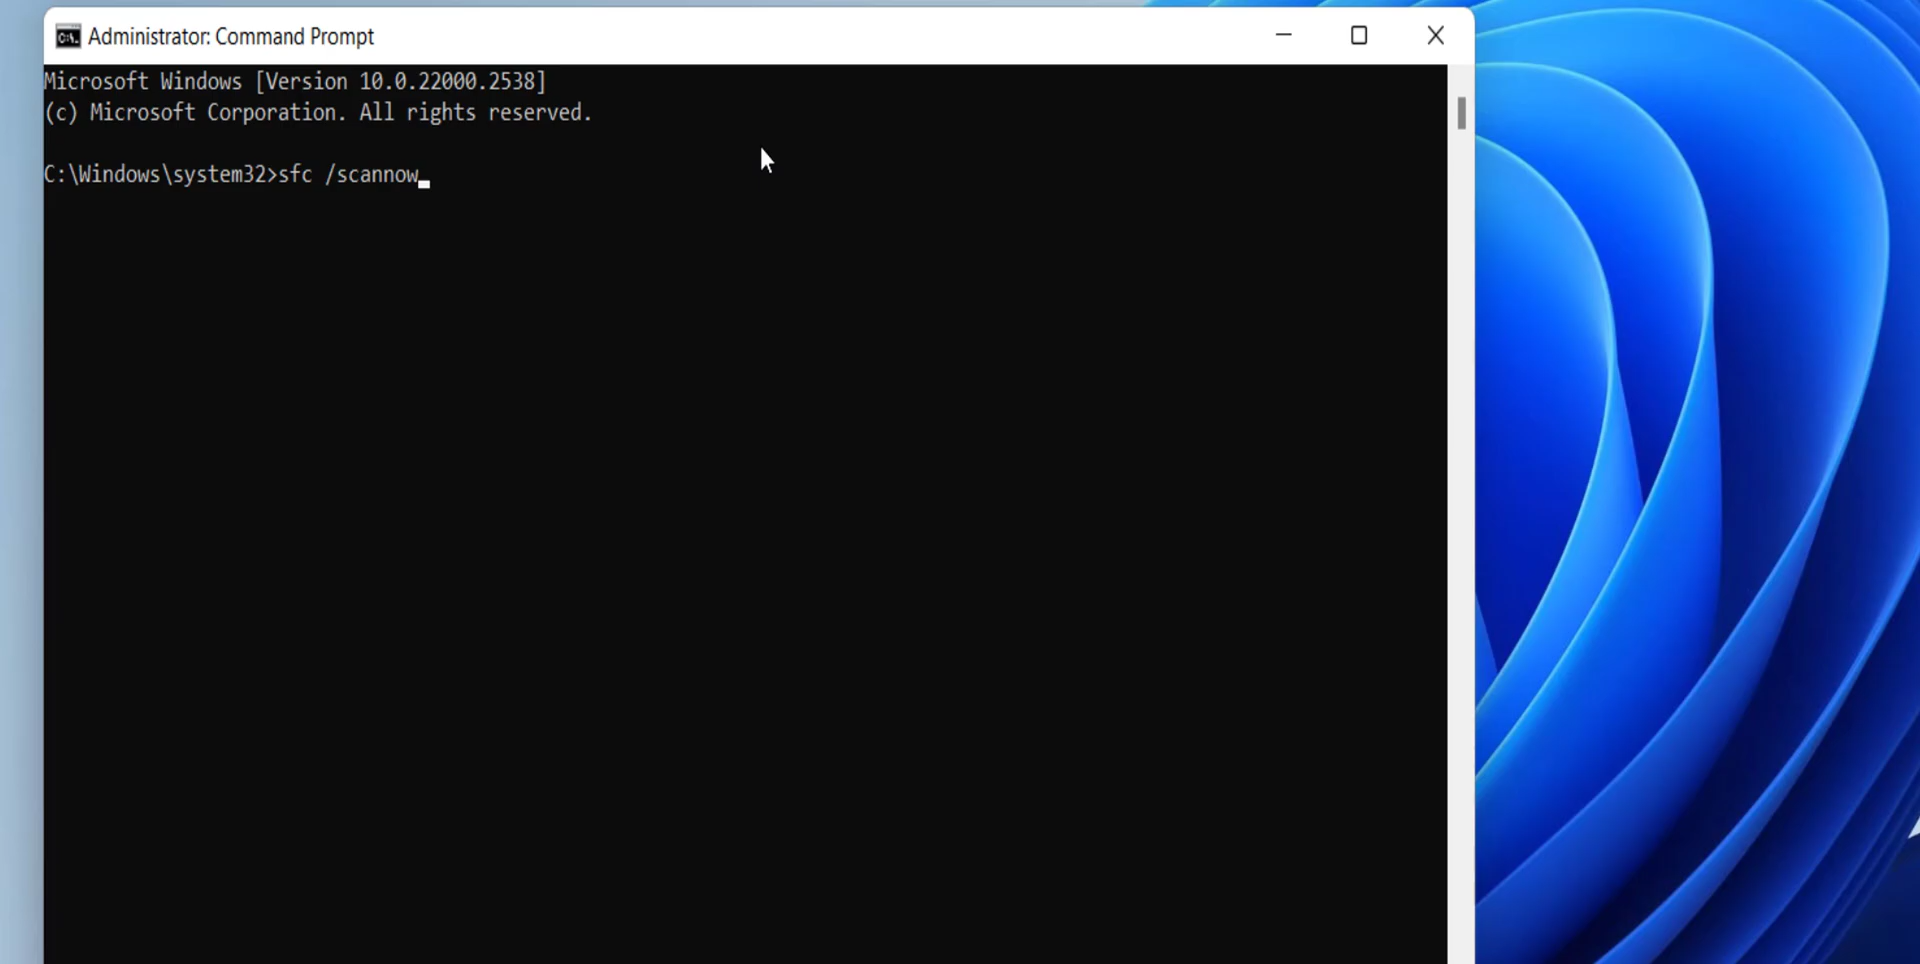 Administrator: Command Prompt
Microsoft Windows [Version 10.0.22000.2538]
(c) Microsoft Corporation. All rights reserved.
C:\Windows\system32>sfc /scannow